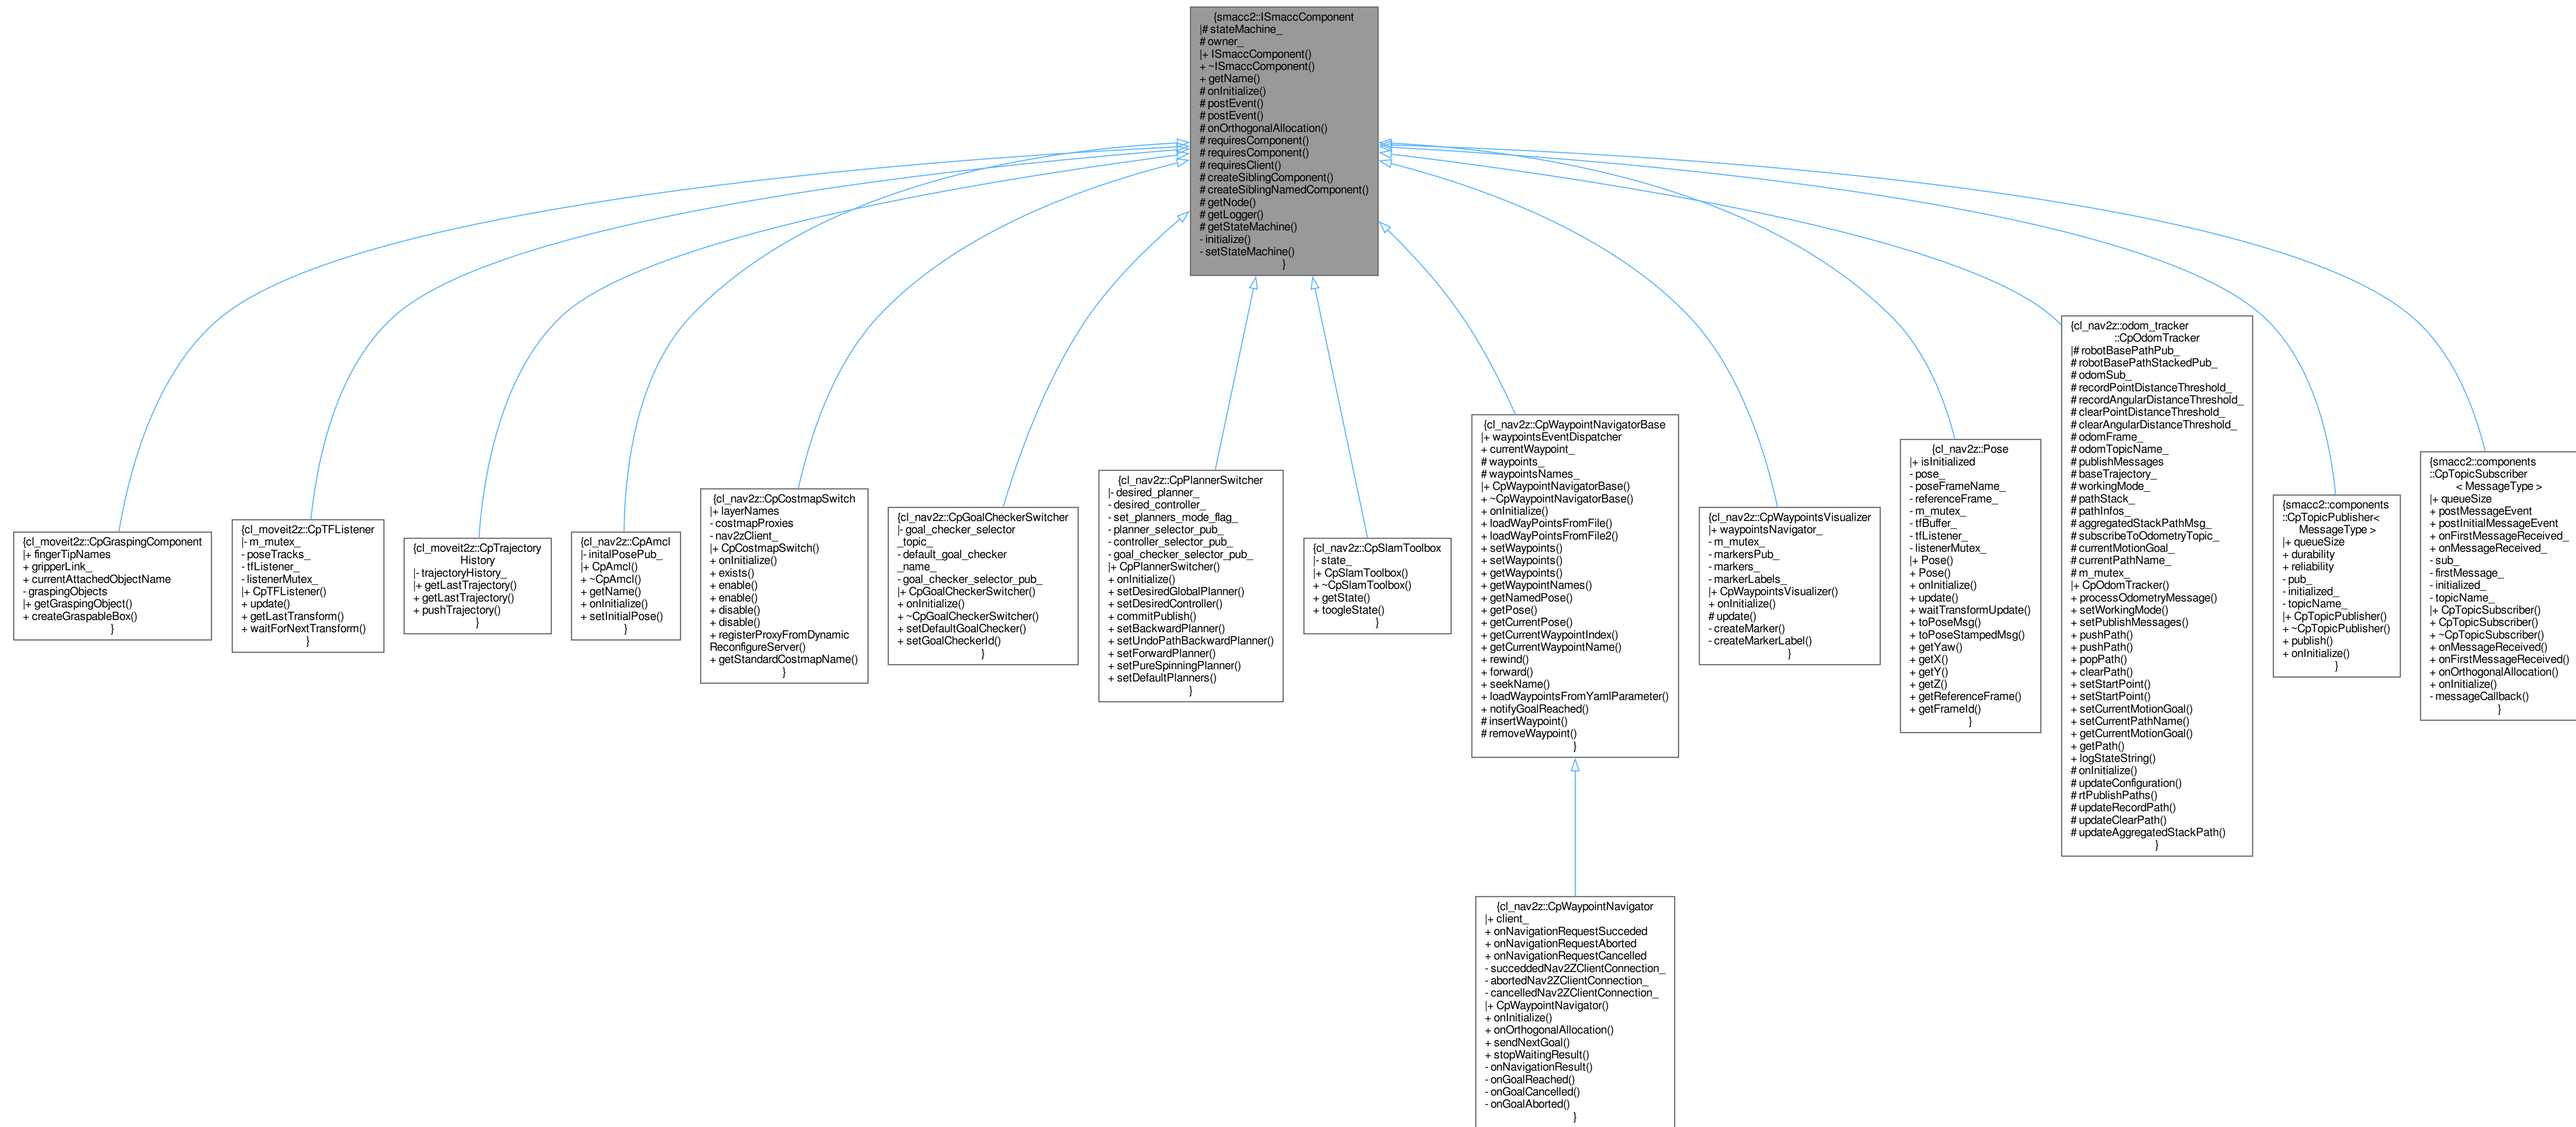 {smacc2::ISmaccComponent
|# stateMachine_
# owner_
|+ ISmaccComponent()
+ ~ISmaccComponent()
+ getName()
# onInitialize()
# postEvent()
# postEvent()
# onOrthogonalAllocation()
# requiresComponent()
# requiresComponent()
# requiresClient()
# createSiblingComponent()
# createSiblingNamedComponent()
# getNode()
# getLogger()
# getStateMachine()
- initialize()
- setStateMachine()
}
{cl_moveit2z::CpGraspingComponent
|+ fingerTipNames
+ gripperLink_
+ currentAttachedObjectName
- graspingObjects
|+ getGraspingObject()
+ createGraspableBox()
}
{cl_moveit2z::CpTFListener
|- m_mutex_
- poseTracks_
- tfListener_
- listenerMutex_
|+ CpTFListener()
+ update()
+ getLastTransform()
+ waitForNextTransform()
}
{cl_moveit2z::CpTrajectory
History
|- trajectoryHistory_
|+ getLastTrajectory()
+ getLastTrajectory()
+ pushTrajectory()
}
{cl_nav2z::CpAmcl
|- initalPosePub_
|+ CpAmcl()
+ ~CpAmcl()
+ getName()
+ onInitialize()
+ setInitialPose()
}
{cl_nav2z::CpCostmapSwitch
|+ layerNames
- costmapProxies
- nav2zClient_
|+ CpCostmapSwitch()
+ onInitialize()
+ exists()
+ enable()
+ enable()
+ disable()
+ disable()
+ registerProxyFromDynamic
ReconfigureServer()
+ getStandardCostmapName()
}
{cl_nav2z::CpGoalCheckerSwitcher
|- goal_checker_selector
_topic_
- default_goal_checker
_name_
- goal_checker_selector_pub_
|+ CpGoalCheckerSwitcher()
+ onInitialize()
+ ~CpGoalCheckerSwitcher()
+ setDefaultGoalChecker()
+ setGoalCheckerId()
}
{cl_nav2z::CpPlannerSwitcher
|- desired_planner_
- desired_controller_
- set_planners_mode_flag_
- planner_selector_pub_
- controller_selector_pub_
- goal_checker_selector_pub_
|+ CpPlannerSwitcher()
+ onInitialize()
+ setDesiredGlobalPlanner()
+ setDesiredController()
+ commitPublish()
+ setBackwardPlanner()
+ setUndoPathBackwardPlanner()
+ setForwardPlanner()
+ setPureSpinningPlanner()
+ setDefaultPlanners()
}
{cl_nav2z::CpSlamToolbox
|- state_
|+ CpSlamToolbox()
+ ~CpSlamToolbox()
+ getState()
+ toogleState()
}
{cl_nav2z::CpWaypointNavigatorBase
|+ waypointsEventDispatcher
+ currentWaypoint_
# waypoints_
# waypointsNames_
|+ CpWaypointNavigatorBase()
+ ~CpWaypointNavigatorBase()
+ onInitialize()
+ loadWayPointsFromFile()
+ loadWayPointsFromFile2()
+ setWaypoints()
+ setWaypoints()
+ getWaypoints()
+ getWaypointNames()
+ getNamedPose()
+ getPose()
+ getCurrentPose()
+ getCurrentWaypointIndex()
+ getCurrentWaypointName()
+ rewind()
+ forward()
+ seekName()
+ loadWaypointsFromYamlParameter()
+ notifyGoalReached()
# insertWaypoint()
# removeWaypoint()
}
{cl_nav2z::CpWaypointsVisualizer
|+ waypointsNavigator_
- m_mutex_
- markersPub_
- markers_
- markerLabels_
|+ CpWaypointsVisualizer()
+ onInitialize()
# update()
- createMarker()
- createMarkerLabel()
}
{cl_nav2z::Pose
|+ isInitialized
- pose_
- poseFrameName_
- referenceFrame_
- m_mutex_
- tfBuffer_
- tfListener_
- listenerMutex_
|+ Pose()
+ Pose()
+ onInitialize()
+ update()
+ waitTransformUpdate()
+ toPoseMsg()
+ toPoseStampedMsg()
+ getYaw()
+ getX()
+ getY()
+ getZ()
+ getReferenceFrame()
+ getFrameId()
}
{cl_nav2z::odom_tracker
::CpOdomTracker
|# robotBasePathPub_
# robotBasePathStackedPub_
# odomSub_
# recordPointDistanceThreshold_
# recordAngularDistanceThreshold_
# clearPointDistanceThreshold_
# clearAngularDistanceThreshold_
# odomFrame_
# odomTopicName_
# publishMessages
# baseTrajectory_
# workingMode_
# pathStack_
# pathInfos_
# aggregatedStackPathMsg_
# subscribeToOdometryTopic_
# currentMotionGoal_
# currentPathName_
# m_mutex_
|+ CpOdomTracker()
+ processOdometryMessage()
+ setWorkingMode()
+ setPublishMessages()
+ pushPath()
+ pushPath()
+ popPath()
+ clearPath()
+ setStartPoint()
+ setStartPoint()
+ setCurrentMotionGoal()
+ setCurrentPathName()
+ getCurrentMotionGoal()
+ getPath()
+ logStateString()
# onInitialize()
# updateConfiguration()
# rtPublishPaths()
# updateRecordPath()
# updateClearPath()
# updateAggregatedStackPath()
}
{smacc2::components
::CpTopicPublisher<
MessageType >
|+ queueSize
+ durability
+ reliability
- pub_
- initialized_
- topicName_
|+ CpTopicPublisher()
+ ~CpTopicPublisher()
+ publish()
+ onInitialize()
}
{smacc2::components
::CpTopicSubscriber
< MessageType >
|+ queueSize
+ postMessageEvent
+ postInitialMessageEvent
+ onFirstMessageReceived_
+ onMessageReceived_
- sub_
- firstMessage_
- initialized_
- topicName_
|+ CpTopicSubscriber()
+ CpTopicSubscriber()
+ ~CpTopicSubscriber()
+ onMessageReceived()
+ onFirstMessageReceived()
+ onOrthogonalAllocation()
+ onInitialize()
- messageCallback()
}
{cl_nav2z::CpWaypointNavigator
|+ client_
+ onNavigationRequestSucceded
+ onNavigationRequestAborted
+ onNavigationRequestCancelled
- succeddedNav2ZClientConnection_
- abortedNav2ZClientConnection_
- cancelledNav2ZClientConnection_
|+ CpWaypointNavigator()
+ onInitialize()
+ onOrthogonalAllocation()
+ sendNextGoal()
+ stopWaitingResult()
- onNavigationResult()
- onGoalReached()
- onGoalCancelled()
- onGoalAborted()
}